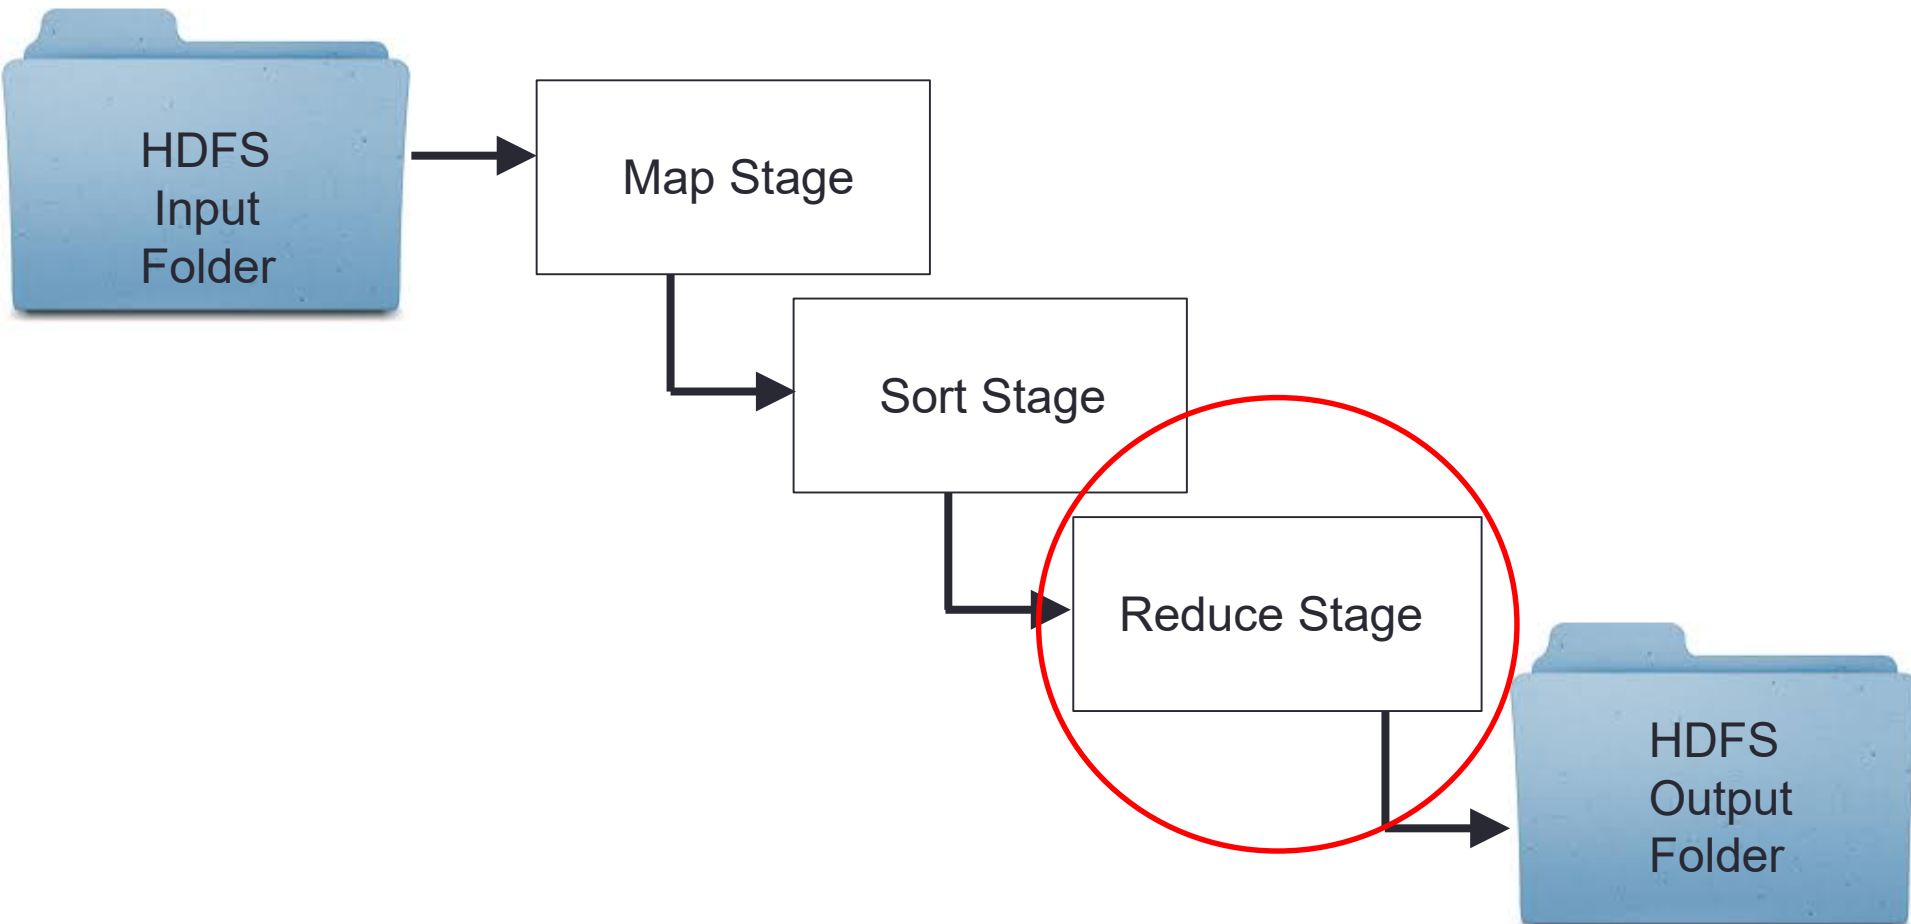 HDFS
Input
Folder
Map Stage
Sort Stage
Reduce Stage
HDFS
Output
Folder